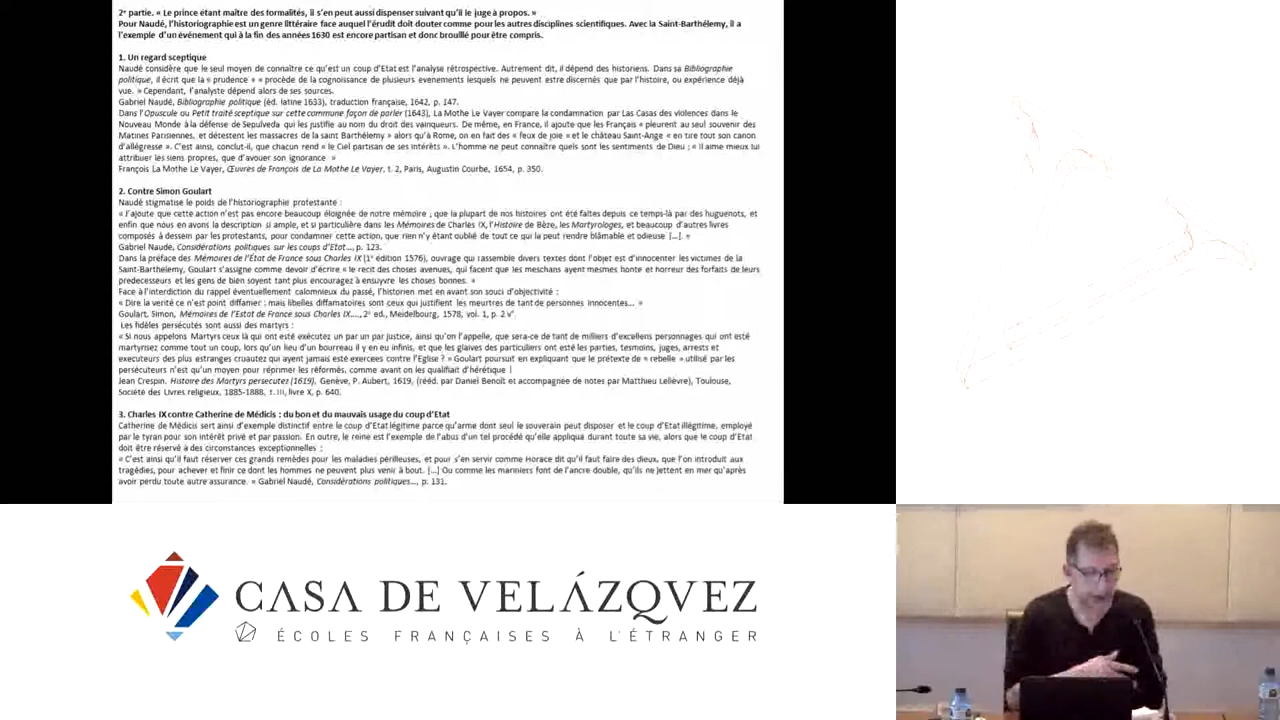 2e partie. « Le prince étant maître des formalités, il s'en peut aussi dispenser suivant qu'il le juge à propos. »
Pour Naudé, l'historiographie est un genre littéraire face auquel l'érudit doit douter comme pour les autres disciplines scientifiques. Avec la Saint-Barthélemy, il a
l'exemple d'un événement qui à la fin des années 1630 est encore partisan et donc brouillé pour être compris.
1. Un regard sceptique
Naudé considère que le seul moyen de connaître ce qu'est un coup d'Etat est l'analyse rétrospective. Autrement dit, il dépend des historiens. Dans sa Bibliographie
politique, il écrit que la « prudence » « procède de la cognoissance de plusieurs evenements lesquels ne peuvent estre discernés que par l'histoire, ou expérience déjà
vue. » Cependant, l'analyste dépend alors de ses sources.
Gabriel Naudé, Bibliographie politique (éd. latine 1633), traduction française, 1642, p. 147.
Dans l'Opuscule ou Petit traité sceptique sur cette commune façon de parler (1643), La Mothe Le Vayer compare la condamnation par Las Casas des violences dans le
Nouveau Monde à la défense de Sepulveda qui les justifie au nom du droit des vainqueurs. De même, en France, il ajoute que les Français « pleurent au seul souvenir des
Matines Parisiennes, et détestent les massacres de la saint Barthélemy » alors qu'à Rome, on en fait des « feux de joie » et le château Saint-Ange « en tire tout son canon
d'allégresse ». C'est ainsi, conclut-il, que chacun rend « le Ciel partisan de ses intérêts ». L'homme ne peut connaître quels sont les sentiments de Dieu : « il aime mieux lui
attribuer les siens propres, que d'avouer son ignorance »
François La Mothe Le Vayer, Œuvres de François de La Mothe Le Vayer, t. 2, Paris, Augustin Courbe, 1654, p. 350.
2. Contre Simon Goulart
Naudé stigmatise le poids de l'historiographie protestante :
« J'ajoute que cette action n'est pas encore beaucoup éloignée de notre mémoire ; que la plupart de nos histoires ont été faites depuis ce temps-là par des huguenots, et
enfin que nous en avons la description si ample, et si particulière dans les Mémoires de Charles IX, l'Histoire de Bèze, les Martyrologes, et beaucoup d'autres livres
composés à dessein par les protestants, pour condamner cette action, que rien n'y étant oublié de tout ce qui la peut rendre blâmable et odieuse [...]. »
Gabriel Naudé, Considérations politiques sur les coups d'Etat..., p. 123.
Dans la préface des Mémoires de l'État de France sous Charles IX (1e édition 1576), ouvrage qui rassemble divers textes dont l'objet est d'innocenter les victimes de la
Saint-Barthélemy, Goulart s'assigne comme devoir d'écrire « le recit des choses avenues, qui facent que les meschans ayent mesmes honte et horreur des forfaits de leurs
predecesseurs et les gens de bien soyent tant plus encouragez à ensuyvre les choses bonnes. »
Face à l'interdiction du rappel éventuellement calomnieux du passé, l'historien met en avant son souci d'objectivité :
« Dire la verité ce n'est point diffamer : mais libelles diffamatoires sont ceux qui justifient les meurtres de tant de personnes innocentes... »
Goulart, Simon, Mémoires de l'Estat de France sous Charles IX...., 2e ed., Meidelbourg, 1578, vol. 1, p. 2 v°.
Les fidèles persécutés sont aussi des martyrs :
« Si nous appelons Martyrs ceux là qui ont esté exécutez un par un par justice, ainsi qu'on l'appelle, que sera-ce de tant de milliers d'excellens personnages qui ont esté
martyrisez comme tout un coup, lors qu'un lieu d'un bourreau il y en eu infinis, et que les glaives des particuliers ont esté les parties, tesmoins, juges, arrests et
executeurs des plus estranges cruautez qui ayent jamais esté exercees contre l'Eglise ? » Goulart poursuit en expliquant que le prétexte de « rebelle » utilisé par les
persécuteurs n'est qu'un moyen pour réprimer les réformés, comme avant on les qualifiait d'hérétique
Jean Crespin. Histoire des Martyrs persecutez (1619), Genève, P. Aubert, 1619, (rééd. par Daniel Benoît et accompagnée de notes par Matthieu Lelièvre), Toulouse,
Société des Livres religieux, 1885-1888, t. III, livre X, p. 640.
3. Charles IX contre Catherine de Médicis : du bon et du mauvais usage du coup d'Etat
Catherine de Médicis sert ainsi d'exemple distinctif entre le coup d'Etat légitime parce qu'arme dont seul le souverain peut disposer et le coup d'Etat illégitime, employé
par le tyran pour son intérêt privé et par passion. En outre, le reine est l'exemple de l'abus d'un tel procédé qu'elle appliqua durant toute sa vie, alors que le coup d'Etat
doit être réservé à des circonstances exceptionnelles :
« C'est ainsi qu'il faut réserver ces grands remèdes pour les maladies périlleuses, et pour s'en servir comme Horace dit qu'il faut faire des dieux, que l'on introduit aux
tragédies, pour achever et finir ce dont les hommes ne peuvent plus venir à bout. [...] Ou comme les mariniers font de l'ancre double, qu'ils ne jettent en mer qu'après
avoir perdu toute autre assurance. » Gabriel Naudé, Considérations politiques..., p. 131.
CASA DE VELÁZQVEZ
ÉCOLES FRANÇAISES À L'ÉTRANGER